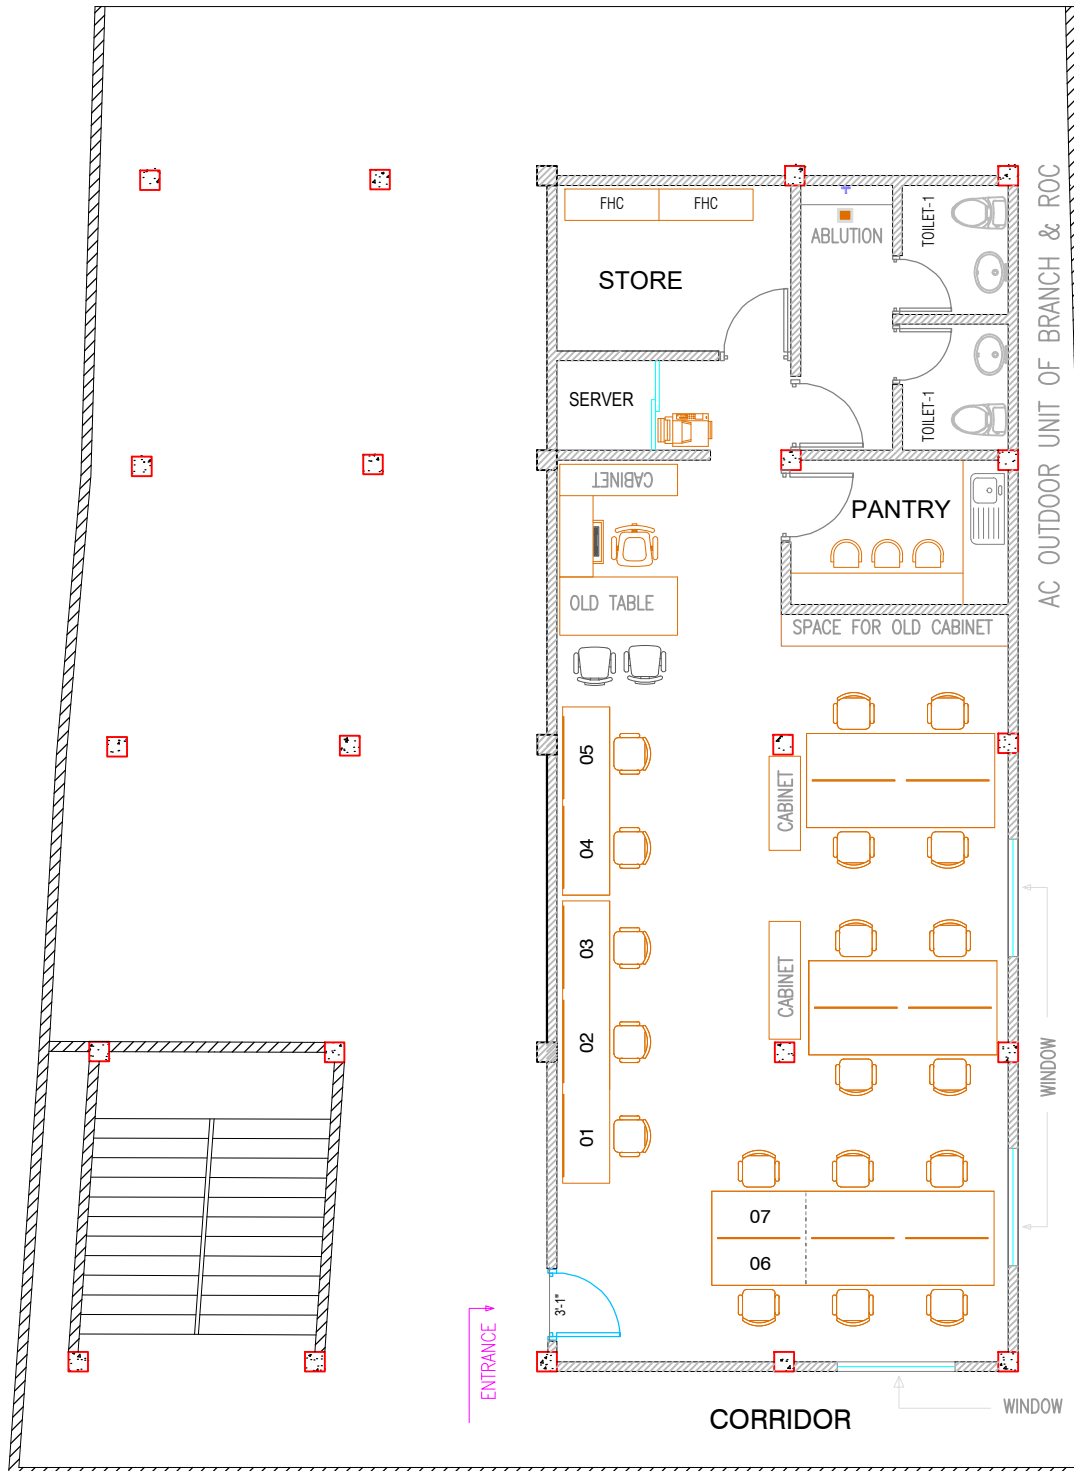 FHC
FHC
TOILET-1
ABLUTION
STORE
AC OUTDOOR UNIT OF BRANCH & ROC
SERVER
TOILET-1
CABINET
PANTRY
OLD TABLE
SPACE FOR OLD CABINET
05
CABINET
04
03
CABINET
02
WINDOW
01
07
06
3'-1"
ENTRANCE
WINDOW
CORRIDOR